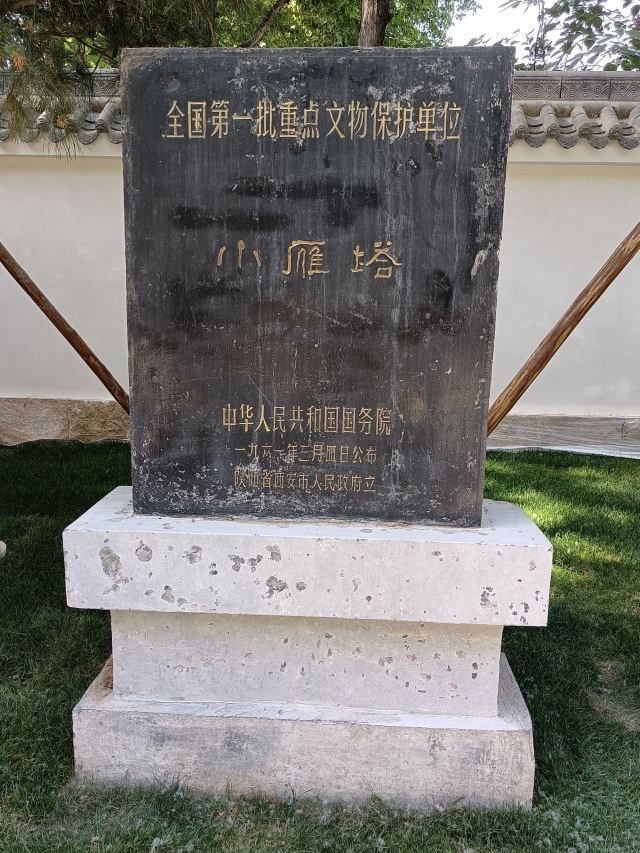 全国第一批重点文物保护单位
小雁塔
中华人民共和国国务院
一九六一年三月四日公布
陕西省西安市人民政府立